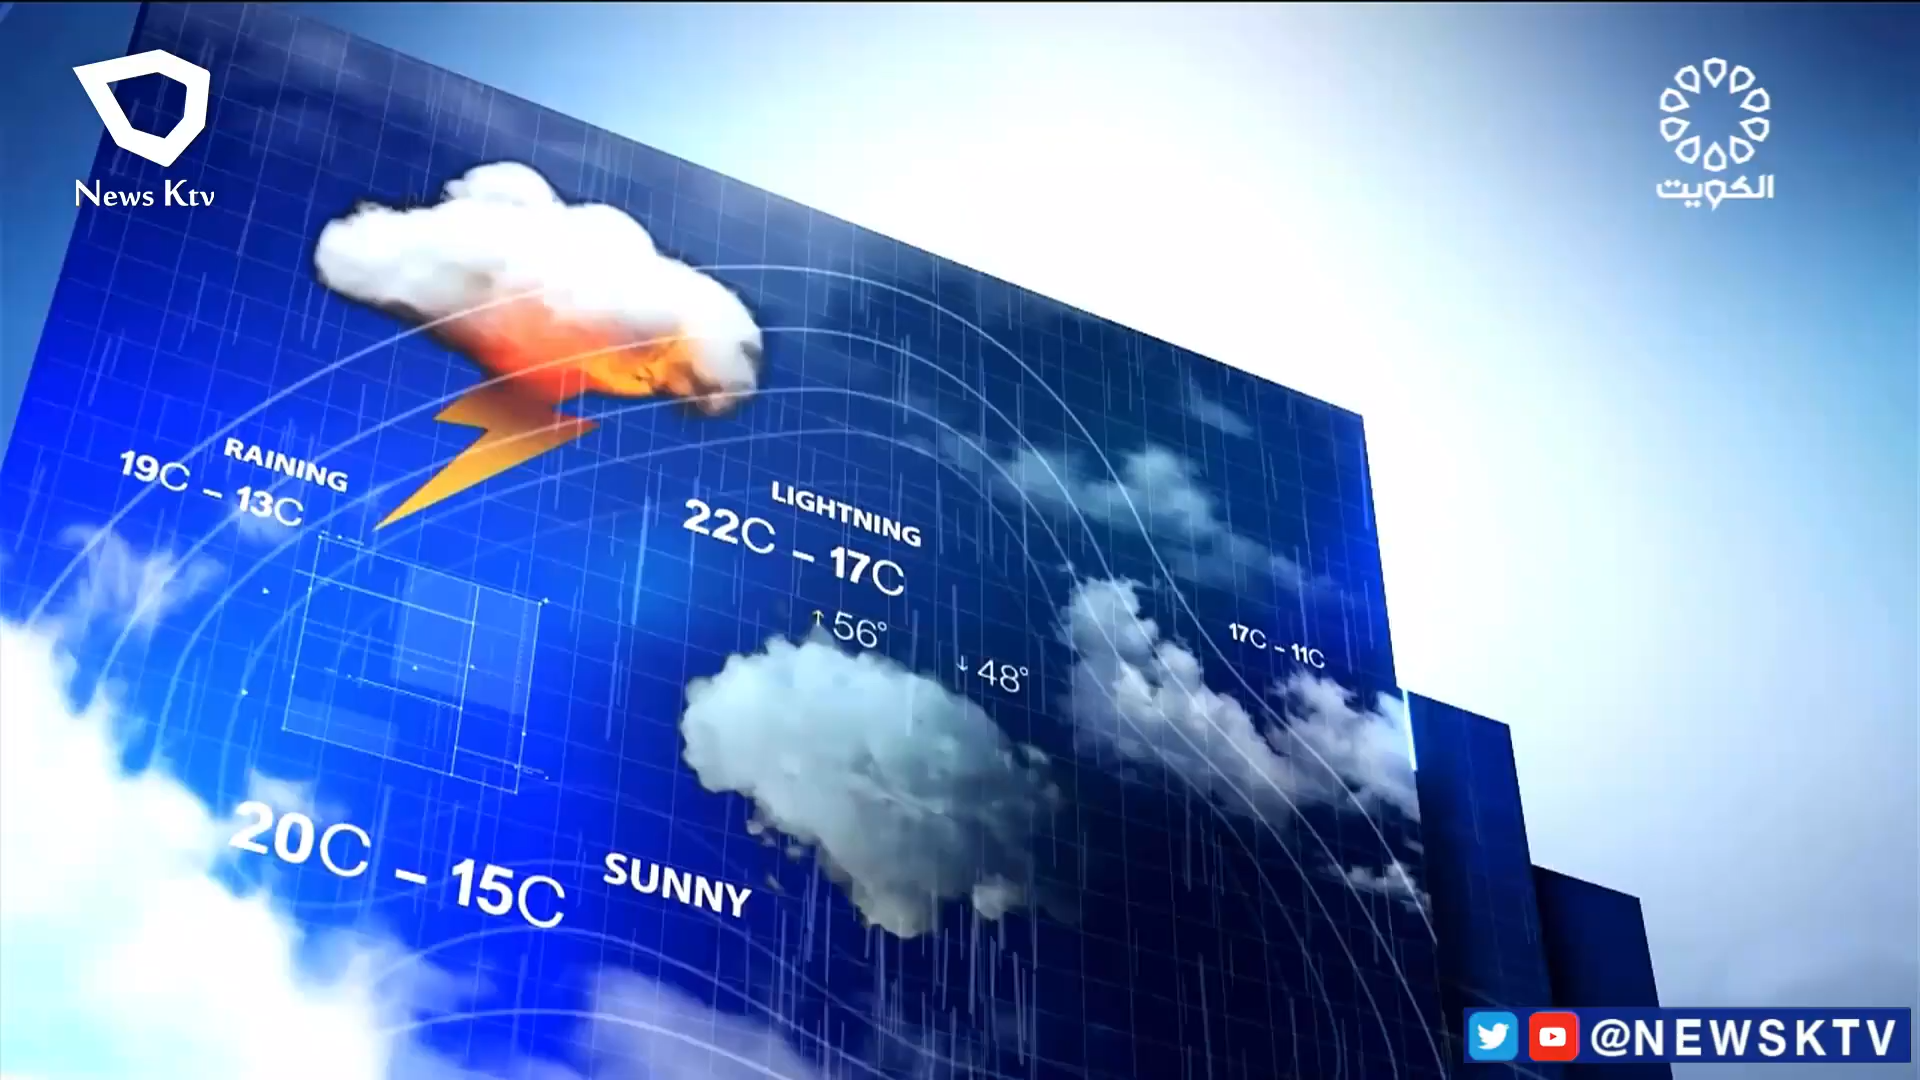 News Ktv
الكويت
RAINING
19C – 13C
LIGHTNING
22C – 17C
↑56°
↓48°
17C – 11C
20C – 15C
SUNNY
@NEWSKTV